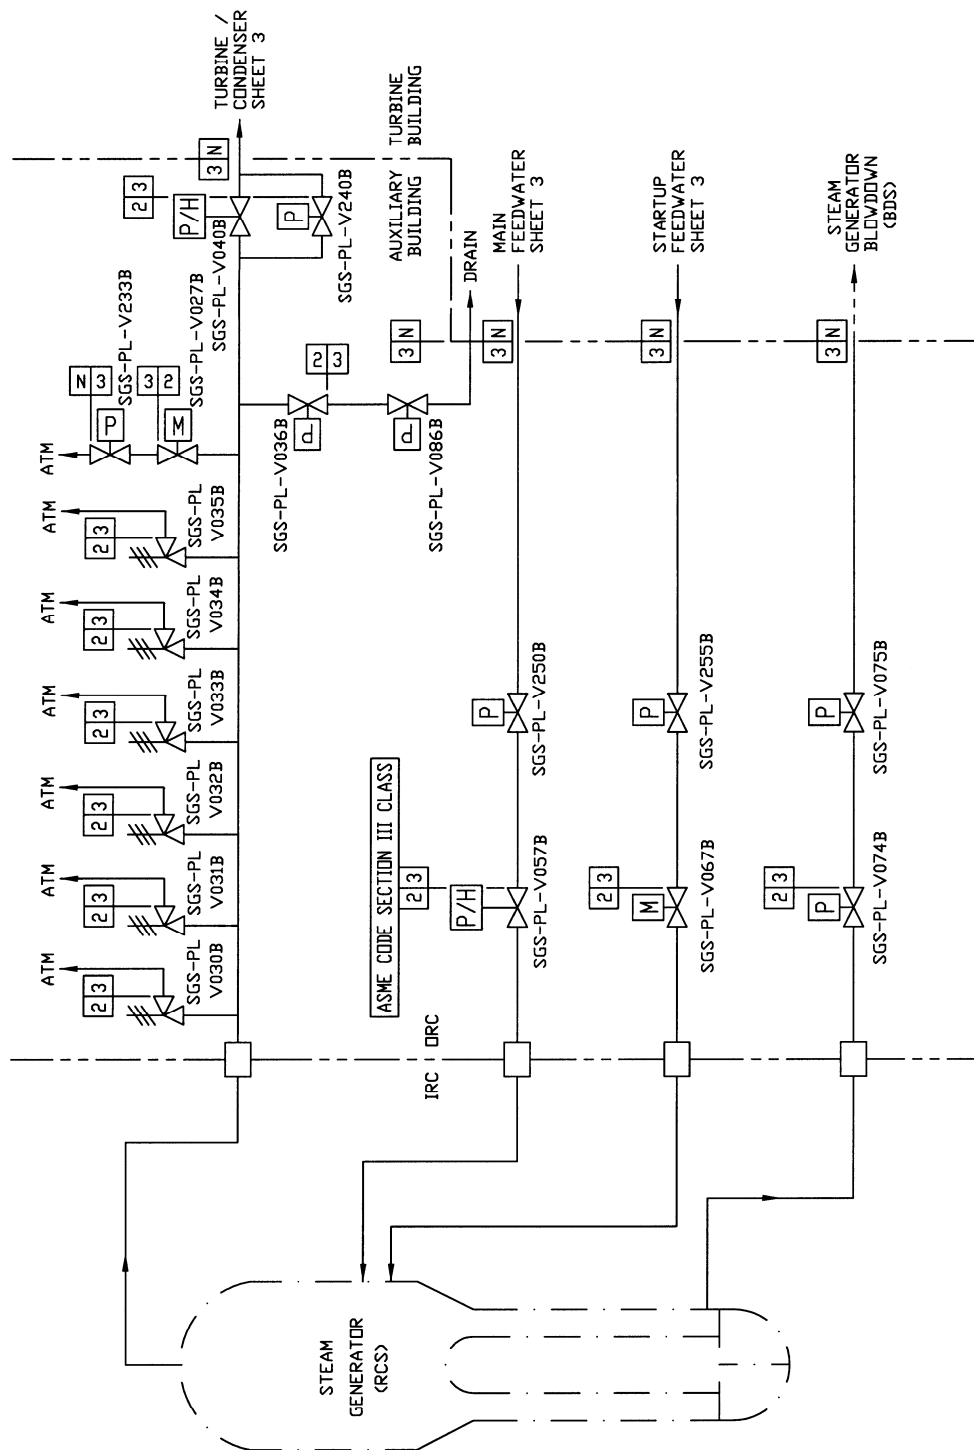 ATM
SGS-PL
V030B
2 3
ATM
SGS-PL
V031B
2 3
ATM
SGS-PL
V032B
2 3
ATM
SGS-PL
V033B
2 3
ATM
SGS-PL
V034B
2 3
ATM
SGS-PL
V035B
2 3
ATM
N 3
P
SGS-PL-V233B
3 2
M
SGS-PL-V027B
2 3
P/H
SGS-PL-V040B
P
SGS-PL-V240B
3 N
TURBINE /
CONDENSER
SHEET 3
AUXILIARY
BUILDING
TURBINE
BUILDING
SGS-PL-V036B
P
2 3
SGS-PL-V086B
P
DRAIN
3 N
ASME CODE SECTION III CLASS
2 3
P/H
SGS-PL-V057B
P
SGS-PL-V250B
3 N
MAIN
FEEDWATER
SHEET 3
IRC
ORC
2 3
M
SGS-PL-V067B
P
SGS-PL-V255B
3 N
STARTUP
FEEDWATER
SHEET 3
2 3
P
SGS-PL-V074B
P
SGS-PL-V075B
3 N
STEAM
GENERATOR
BLOWDOWN
(BDS)
STEAM
GENERATOR
(RCS)